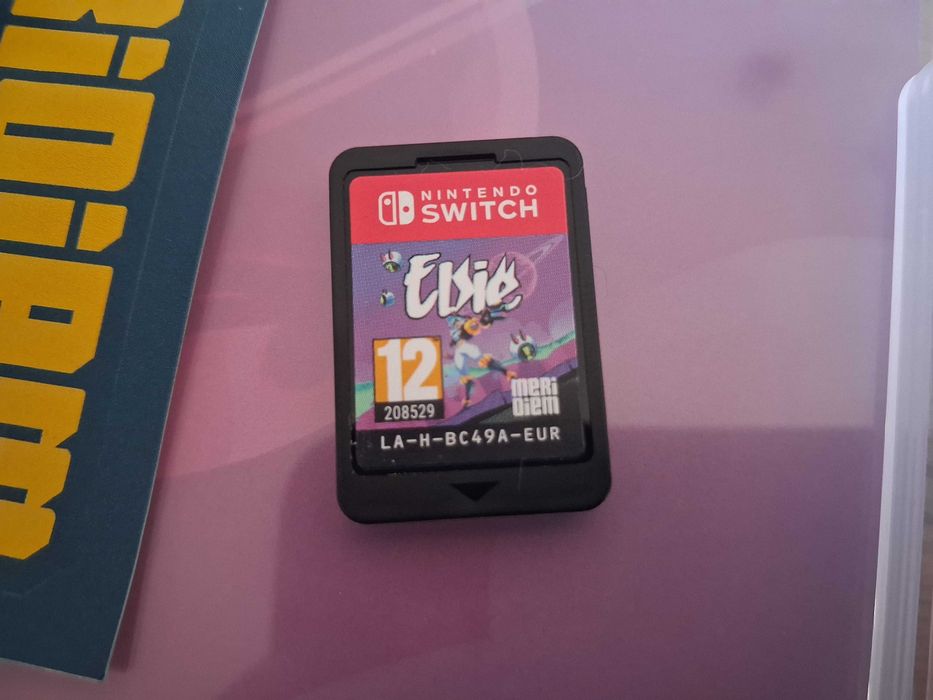 NINTENDO
SWITCH
Elsie
12
208529
MERI
DIEM
LA-H-BC49A-EUR